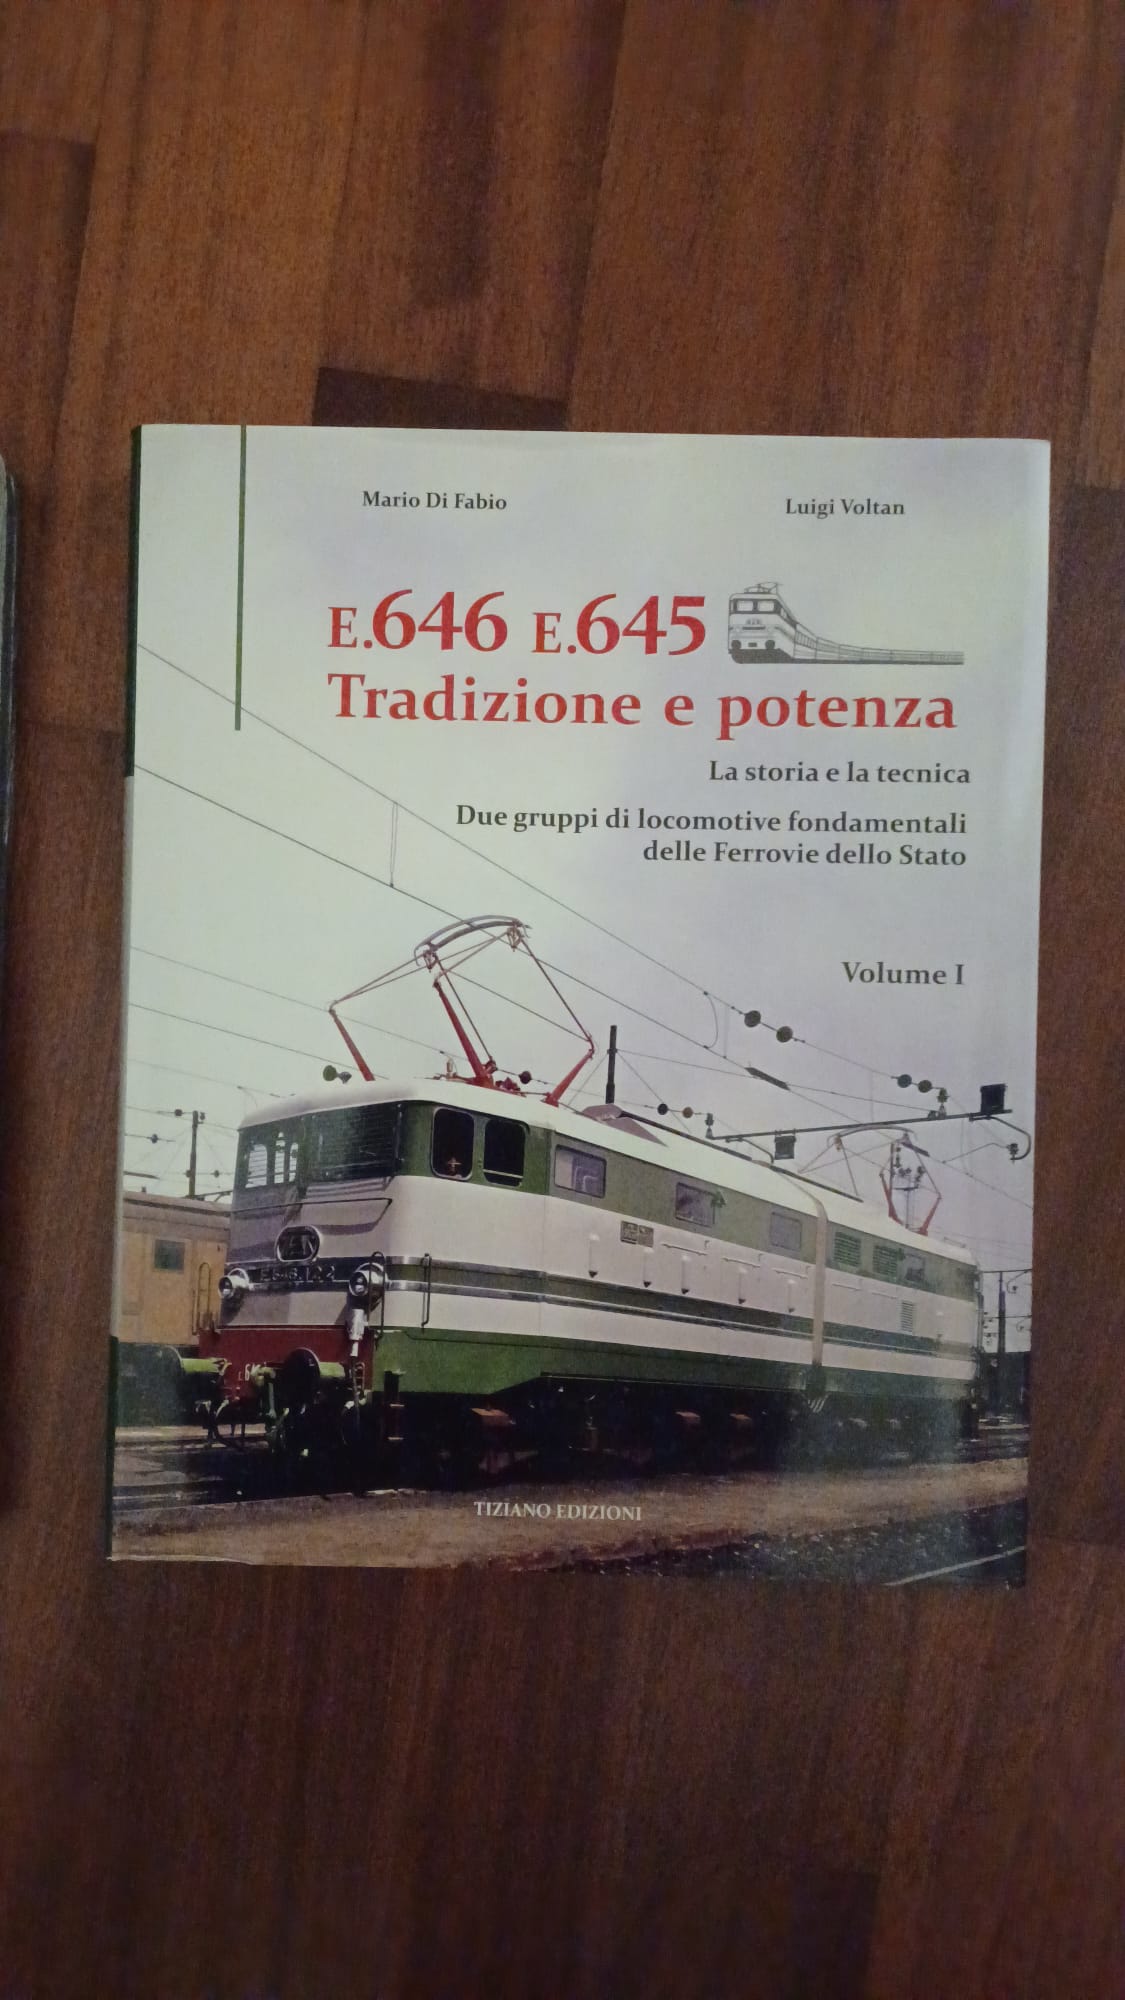 Mario Di Fabio
Luigi Voltan
E.646 E.645
Tradizione e potenza
La storia e la tecnica
Due gruppi di locomotive fondamentali
delle Ferrovie dello Stato
Volume I
TIZIANO EDIZIONI